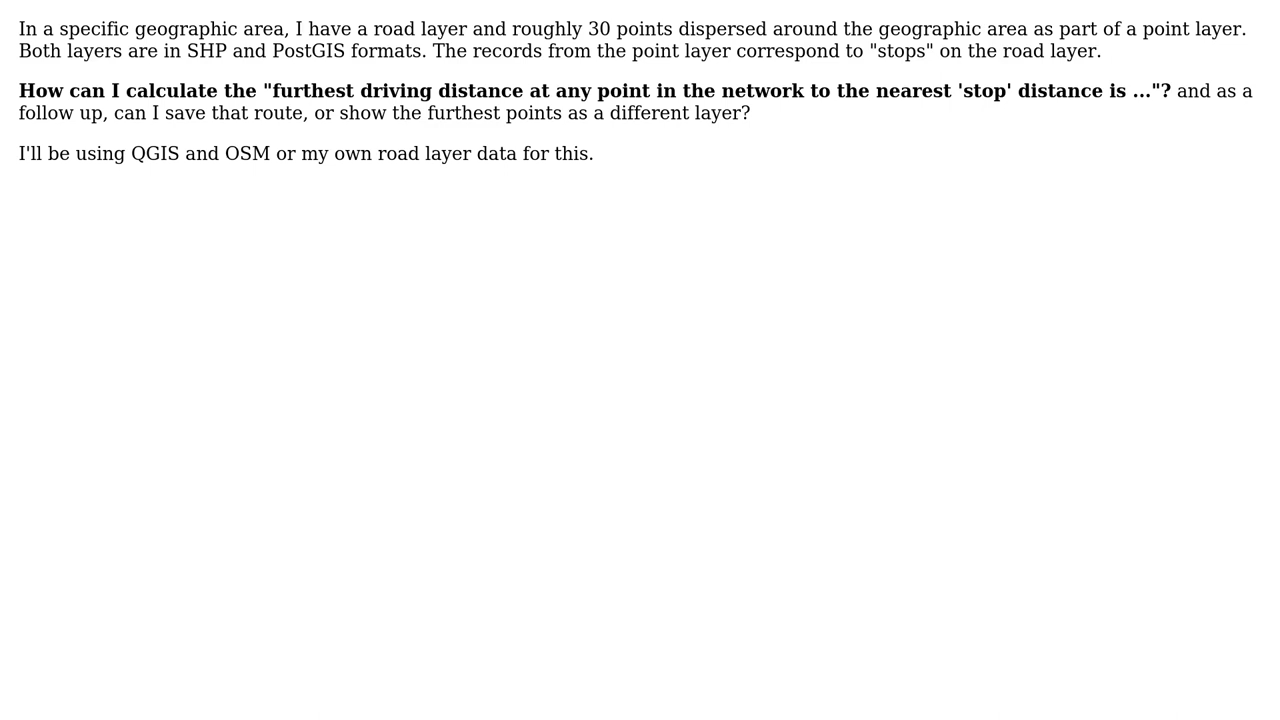 In a specific geographic area, I have a road layer and roughly 30 points dispersed around the geographic area as part of a point layer.
Both layers are in SHP and PostGIS formats. The records from the point layer correspond to "stops" on the road layer.
How can I calculate the "furthest driving distance at any point in the network to the nearest 'stop' distance is ..."? and as a
follow up, can I save that route, or show the furthest points as a different layer?
I'll be using QGIS and OSM or my own road layer data for this.